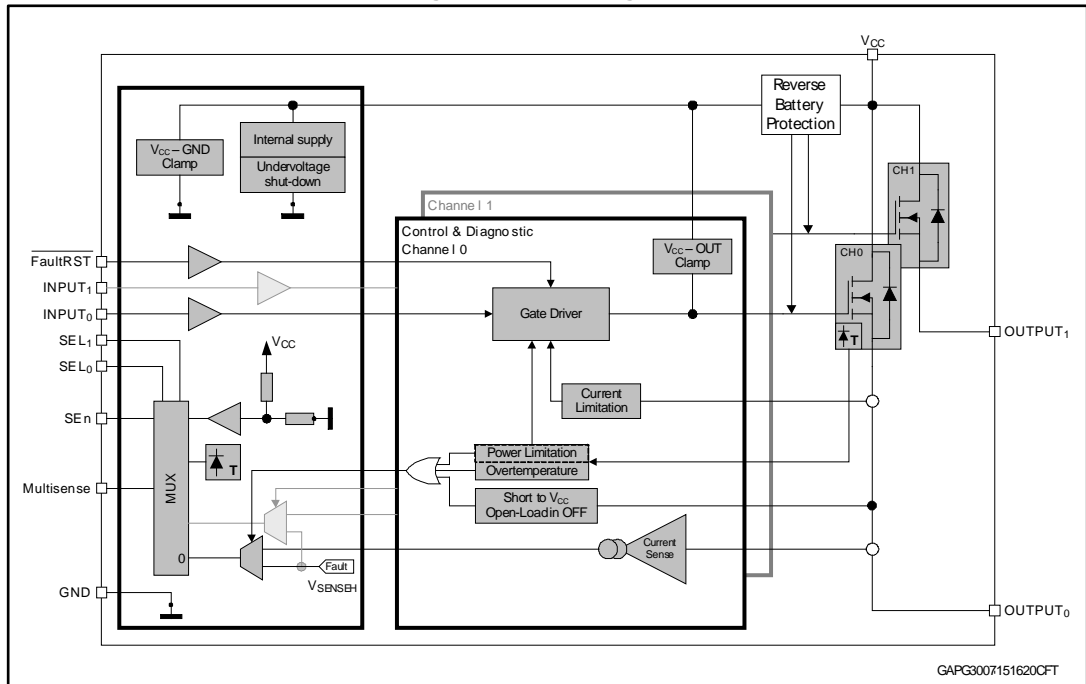 VCC
Reverse
Battery
Protection
VCC – GND
Clamp
Internal supply
Undervoltage
shut-down
CH1
Channel 1
Control & Diagnostic
Channel 0
VCC – OUT
Clamp
CH0
FaultRST
INPUT1
INPUT0
Gate Driver
T
OUTPUT1
SEL1
SEL0
VCC
Current
Limitation
SEn
MUX
T
Power Limitation
Overtemperature
Multisense
Short to VCC
Open-Load in OFF
Current
Sense
0
Fault
VSENSEH
GND
OUTPUT0
GAPG3007151620CFT